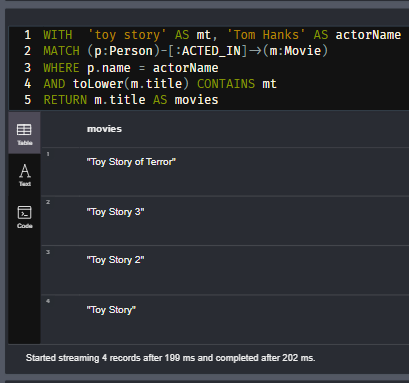 1 WITH 'toy story' AS mt, 'Tom Hanks' AS actorName
2 MATCH (p:Person)-[:ACTED_IN]->(m:Movie)
3 WHERE p.name = actorName
4 AND toLower(m.title) CONTAINS mt
5 RETURN m.title AS movies
Table
movies
1 "Toy Story of Terror"
Text
2 "Toy Story 3"
Code
3 "Toy Story 2"
4 "Toy Story"
Started streaming 4 records after 199 ms and completed after 202 ms.